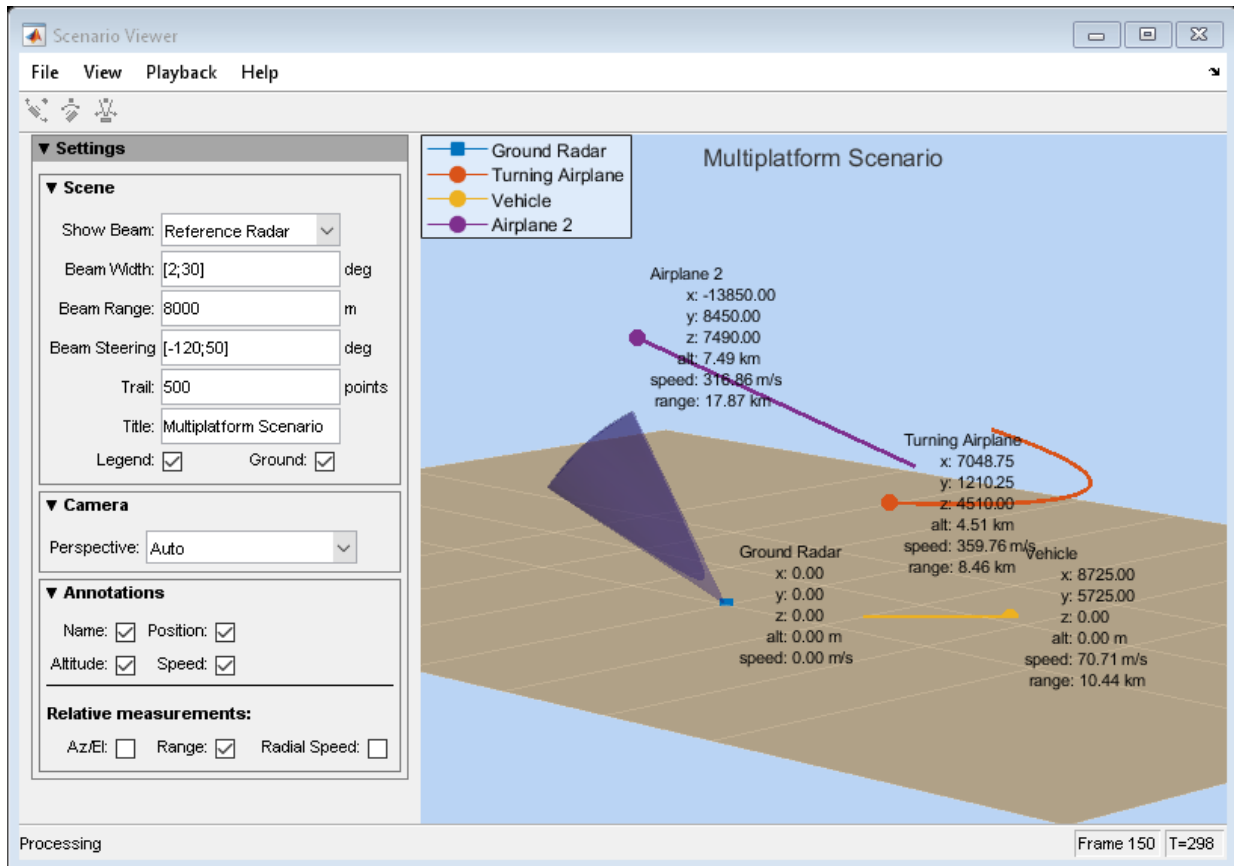 Scenario Viewer
File View Playback Help
▼ Settings
▼ Scene
Show Beam: Reference Radar
Beam Width: [2;30] deg
Beam Range: 8000 m
Beam Steering [-120;50] deg
Trail: 500 points
Title: Multiplatform Scenario
Legend: Ground:
▼ Camera
Perspective: Auto
▼ Annotations
Name: Position:
Altitude: Speed:
Relative measurements:
Az/El: Range: Radial Speed:
Ground Radar
Turning Airplane
Vehicle
Airplane 2
Multiplatform Scenario
Airplane 2
x: -13850.00
y: 8450.00
z: 7490.00
alt: 7.49 km
speed: 316.86 m/s
range: 17.87 km
Turning Airplane
x: 7048.75
y: 1210.25
z: 4510.00
alt: 4.51 km
speed: 359.76 m/s
range: 8.46 km
Ground Radar
x: 0.00
y: 0.00
z: 0.00
alt: 0.00 m
speed: 0.00 m/s
Vehicle
x: 8725.00
y: 5725.00
z: 0.00
alt: 0.00 m
speed: 70.71 m/s
range: 10.44 km
Processing
Frame 150 T=298